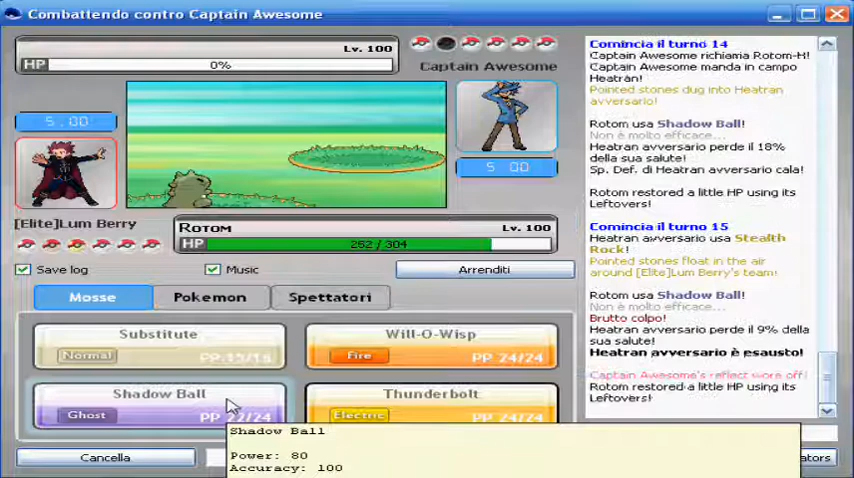 Combattendo contro Captain Awesome
Lv. 100
HP
0%
Captain Awesome
5.00
5 00
[Elite]Lum Berry
ROTOM
Lv. 100
HP
252 / 304
Save log
Music
Arrenditi
Mosse
Pokemon
Spettatori
Substitute
Normal
PP 15/16
Will-O-Wisp
Fire
PP 24/24
Shadow Ball
Ghost
PP 22/24
Thunderbolt
Electric
PP 24/24
Shadow Ball
Power: 80
Accuracy: 100
Cancella
Comincia il turno 14
Captain Awesome richiama Rotom-H!
Captain Awesome manda in campo
Heatran!
Pointed stones dug into Heatran
avversario!
Rotom usa Shadow Ball!
Non è molto efficace...
Heatran avversario perde il 18%
della sua salute!
Sp. Def. di Heatran avversario cala!
Rotom restored a little HP using its
Leftovers!
Comincia il turno 15
Heatran avversario usa Stealth
Rock!
Pointed stones float in the air
around [Elite]Lum Berry's team!
Rotom usa Shadow Ball!
Non è molto efficace...
Brutto colpo!
Heatran avversario perde il 9% della
sua salute!
Heatran avversario è esausto!
Captain Awesome's reflect wore off!
Rotom restored a little HP using its
Leftovers!